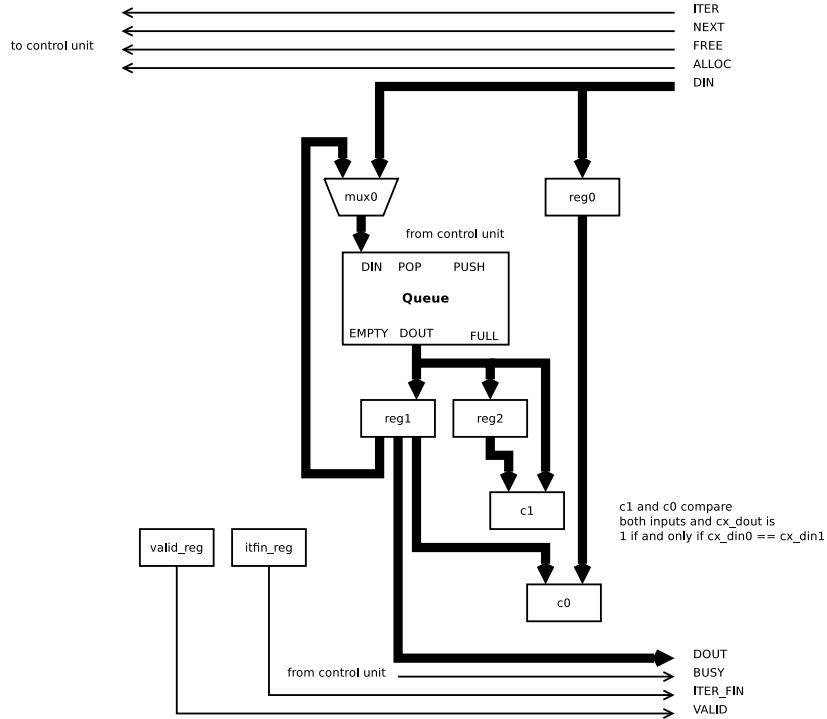 ITER
NEXT
to control unit
FREE
ALLOC
DIN
mux0
reg0
from control unit
DIN POP PUSH
Queue
EMPTY DOUT FULL
reg1 reg2
c1
c1 and c0 compare
both inputs and cx_dout is
1 if and only if cx_din0 == cx_din1
valid_reg itfin_reg
c0
DOUT
from control unit
BUSY
ITER_FIN
VALID